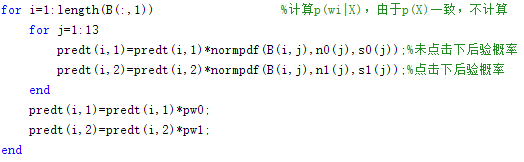 for i=1:length(B(:,1)) %计算p(wi|X)，由于p(X)一致，不计算
for j=1:13
predt(i,1)=predt(i,1)*normpdf(B(i,j),n0(j),s0(j));%未点击下后验概率
predt(i,2)=predt(i,2)*normpdf(B(i,j),n1(j),s1(j));%点击下后验概率
end
predt(i,1)=predt(i,1)*pw0;
predt(i,2)=predt(i,2)*pw1;
end